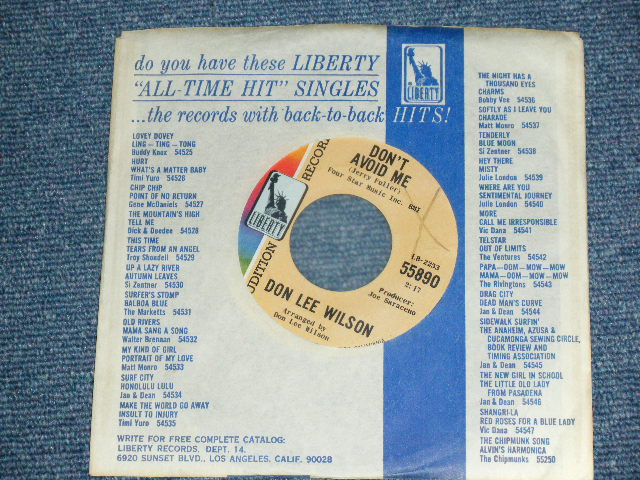 do you have these LIBERTY
"ALL-TIME HIT" SINGLES
...the records with back-to-back HITS!
LIBERTY
LOVEY DOVEY
LING - TING - TONG
Buddy Knox 54525
HURT
WHAT'S A MATTER BABY
Timi Yuro 54526
CHIP CHIP
POINT OF NO RETURN
Gene McDaniels 54527
THE MOUNTAIN'S HIGH
TELL ME
Dick & Deedee 54528
THIS TIME
TEARS FROM AN ANGEL
Troy Shondell 54529
UP A LAZY RIVER
AUTUMN LEAVES
Si Zentner 54530
SURFER'S STOMP
BALBOA BLUE
The Marketts 54531
OLD RIVERS
MAMA SANG A SONG
Walter Brennan 54532
MY KIND OF GIRL
PORTRAIT OF MY LOVE
Matt Monro 54533
SURF CITY
HONOLULU LULU
Jan & Dean 54534
MAKE THE WORLD GO AWAY
INSULT TO INJURY
Timi Yuro 54535
WRITE FOR FREE COMPLETE CATALOG:
LIBERTY RECORDS, DEPT. 14,
6920 SUNSET BLVD., LOS ANGELES, CALIF. 90028
DON'T
AVOID ME
(Jerry Fuller)
Four Star Music Inc. BMI
LIBERTY
AUDITION RECORD
LB-2253
55890
2:17
Producer:
Joe Saraceno
DON LEE WILSON
Arranged by
Don Lee Wilson
THE NIGHT HAS A
THOUSAND EYES
CHARMS
Bobby Vee 54536
SOFTLY AS I LEAVE YOU
CHARADE
Matt Monro 54537
TENDERLY
BLUE MOON
Si Zentner 54538
HEY THERE
MISTY
Julie London 54539
WHERE ARE YOU
SENTIMENTAL JOURNEY
Julie London 54540
MORE
CALL ME IRRESPONSIBLE
Vic Dana 54541
TELSTAR
OUT OF LIMITS
The Ventures 54542
PAPA-OOM-MOW-MOW
MAMA-OOM-MOW-MOW
The Rivingtons 54543
DRAG CITY
DEAD MAN'S CURVE
Jan & Dean 54544
SIDEWALK SURFIN'
THE ANAHEIM, AZUSA &
CUCAMONGA SEWING CIRCLE,
BOOK REVIEW AND
TIMING ASSOCIATION
Jan & Dean 54545
THE NEW GIRL IN SCHOOL
THE LITTLE OLD LADY
FROM PASADENA
Jan & Dean 54546
SHANGRI-LA
RED ROSES FOR A BLUE LADY
Vic Dana 54547
THE CHIPMUNK SONG
ALVIN'S HARMONICA
The Chipmunks 55250